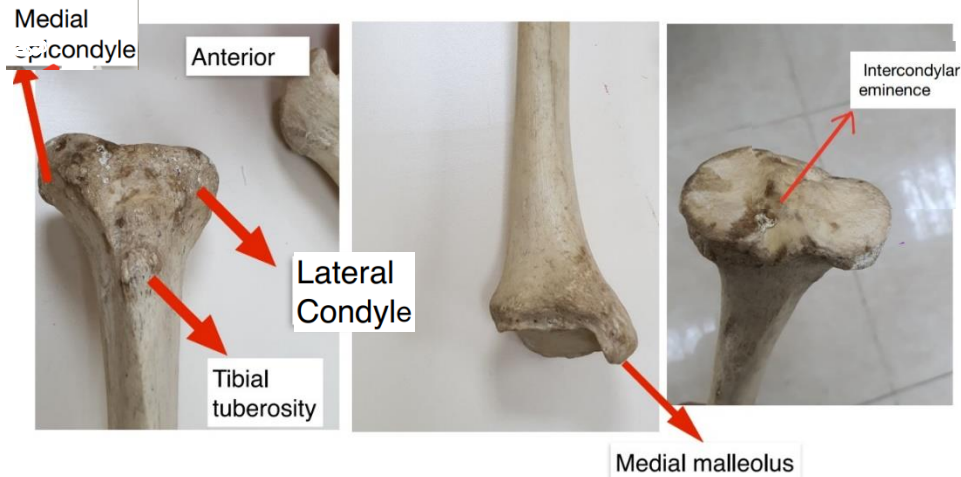 Medial
epicondyle
Anterior
Lateral
Condyle
Tibial
tuberosity
Medial malleolus
Intercondylar
eminence